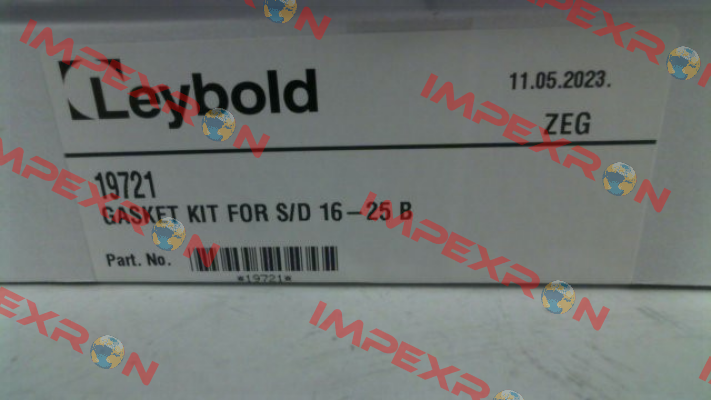 Leybold
11.05.2023.
ZEG
19721
GASKET KIT FOR S/D 16-25 B
Part. No.
*19721*
IMPEXRON
IMPEXRON
IMPEXRON
IMPEXRON
IMPEXRON
IMPEXRON
IMPEXRON